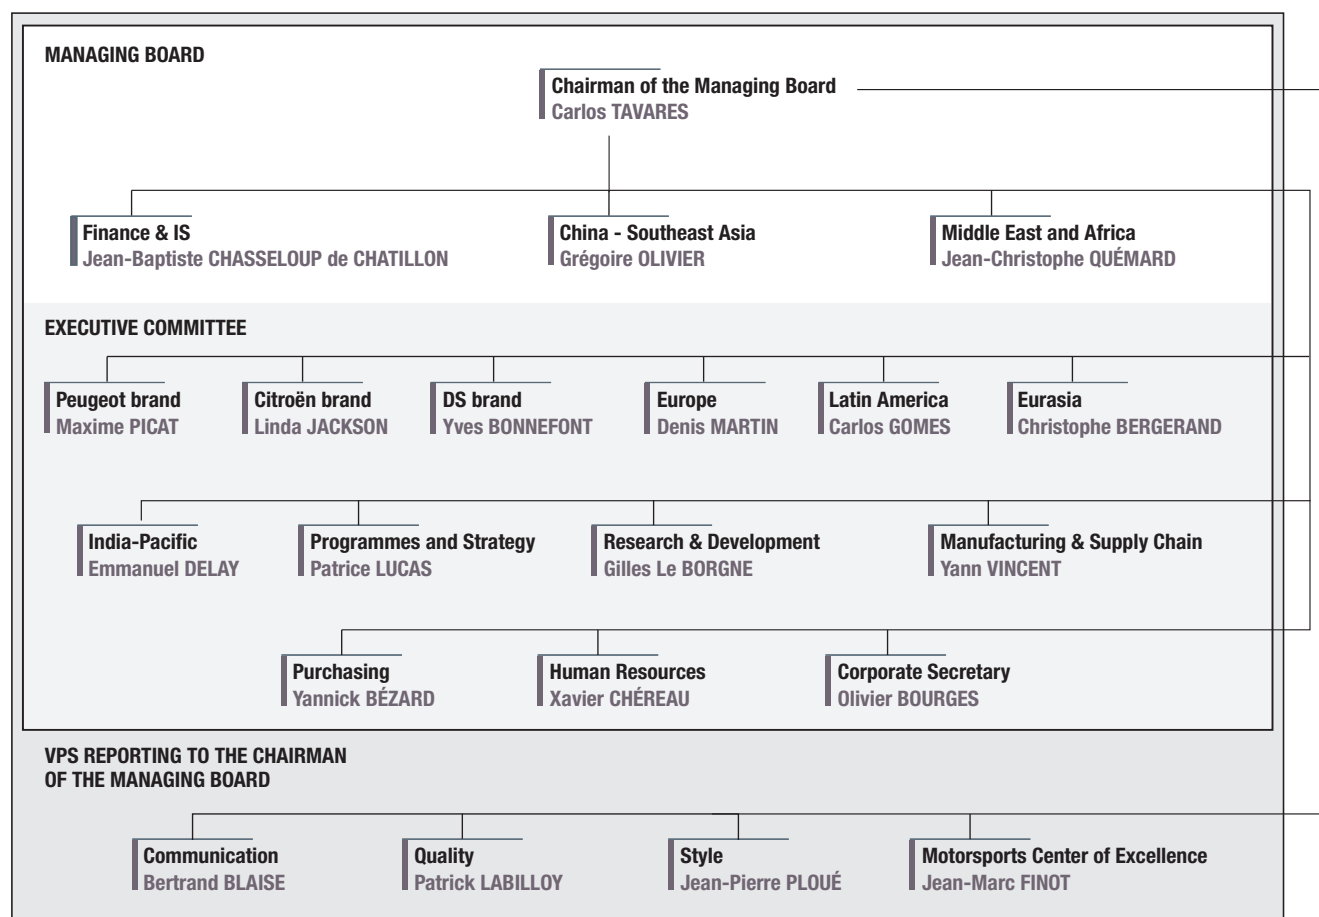 MANAGING BOARD
Chairman of the Managing Board
Carlos TAVARES
Finance & IS
Jean-Baptiste CHASSELOUP de CHATILLON
China - Southeast Asia
Grégoire OLIVIER
Middle East and Africa
Jean-Christophe QUÉMARD
EXECUTIVE COMMITTEE
Peugeot brand
Maxime PICAT
Citroën brand
Linda JACKSON
DS brand
Yves BONNEFONT
Europe
Denis MARTIN
Latin America
Carlos GOMES
Eurasia
Christophe BERGERAND
India-Pacific
Emmanuel DELAY
Programmes and Strategy
Patrice LUCAS
Research & Development
Gilles Le BORGNE
Manufacturing & Supply Chain
Yann VINCENT
Purchasing
Yannick BÉZARD
Human Resources
Xavier CHÉREAU
Corporate Secretary
Olivier BOURGES
VPS REPORTING TO THE CHAIRMAN
OF THE MANAGING BOARD
Communication
Bertrand BLAISE
Quality
Patrick LABILLOY
Style
Jean-Pierre PLOUÉ
Motorsports Center of Excellence
Jean-Marc FINOT